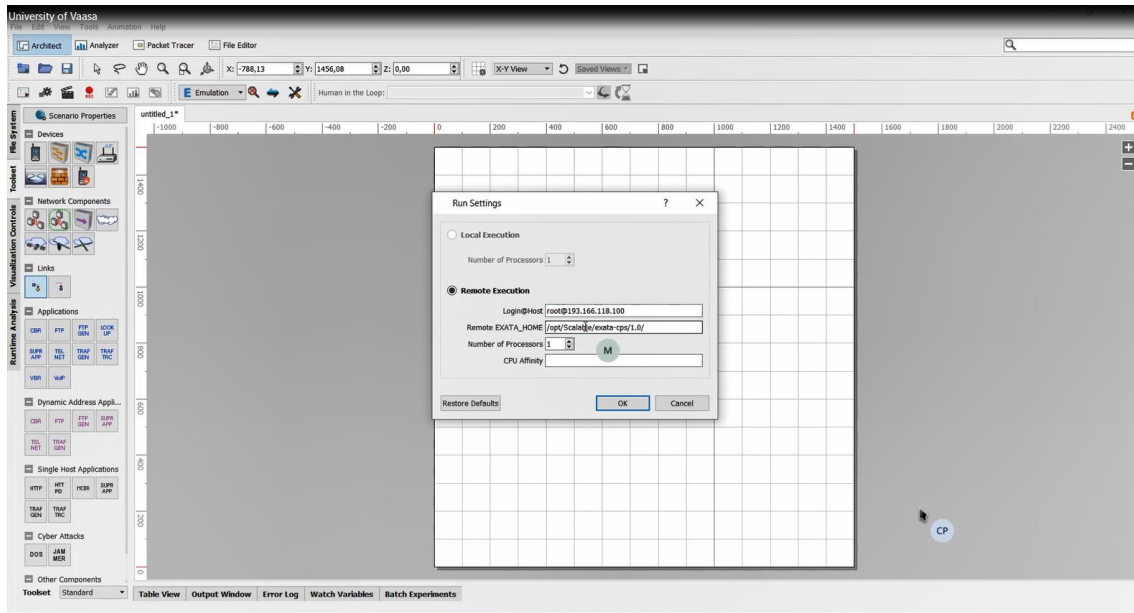 University of Vaasa
File Edit View Tools Animation Help
Architect Analyzer Packet Tracer File Editor
X: -788,13 Y: 1456,08 Z: 0,00 X-Y View Saved Views
E Emulation Human in the Loop:
Scenario Properties untitled_1*
-1000 -800 -600 -400 -200 0 200 400 600 800 1000 1200 1400 1600 1800 2000 2200 2400
File System
Toolset
Visualization Controls
Runtime Analysis
Devices
AP
Network Components
Links
Applications
CBR FTP FTP GEN LOOK UP
SUPR APP TEL NET TRAF GEN TRAF TRC
VBR VoIP
Dynamic Address Appli...
CBR FTP FTP GEN SUPR APP
TEL NET TRAF GEN
Single Host Applications
HTTP HTT PD MCBR SUPR APP
TRAF GEN TRAF TRC
Cyber Attacks
DOS JAM MER
Other Components
Toolset Standard
1400
1200
1000
800
600
400
200
0
Run Settings ? X
Local Execution
Number of Processors 1
Remote Execution
Login@Host root@193.166.118.100
Remote EXATA_HOME /opt/Scalable/exata-cps/1.0/
Number of Processors 1
M
CPU Affinity
Restore Defaults OK Cancel
CP
Table View Output Window Error Log Watch Variables Batch Experiments